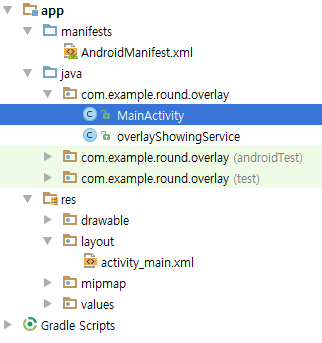 app
manifests
AndroidManifest.xml
java
com.example.round.overlay
MainActivity
overlayShowingService
com.example.round.overlay (androidTest)
com.example.round.overlay (test)
res
drawable
layout
activity_main.xml
mipmap
values
Gradle Scripts